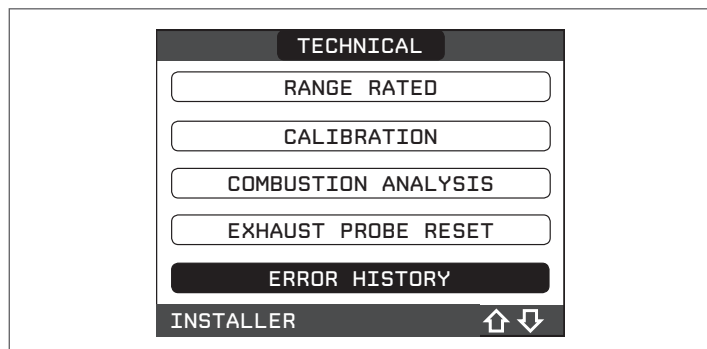 TECHNICAL
RANGE RATED
CALIBRATION
COMBUSTION ANALYSIS
EXHAUST PROBE RESET
ERROR HISTORY
INSTALLER